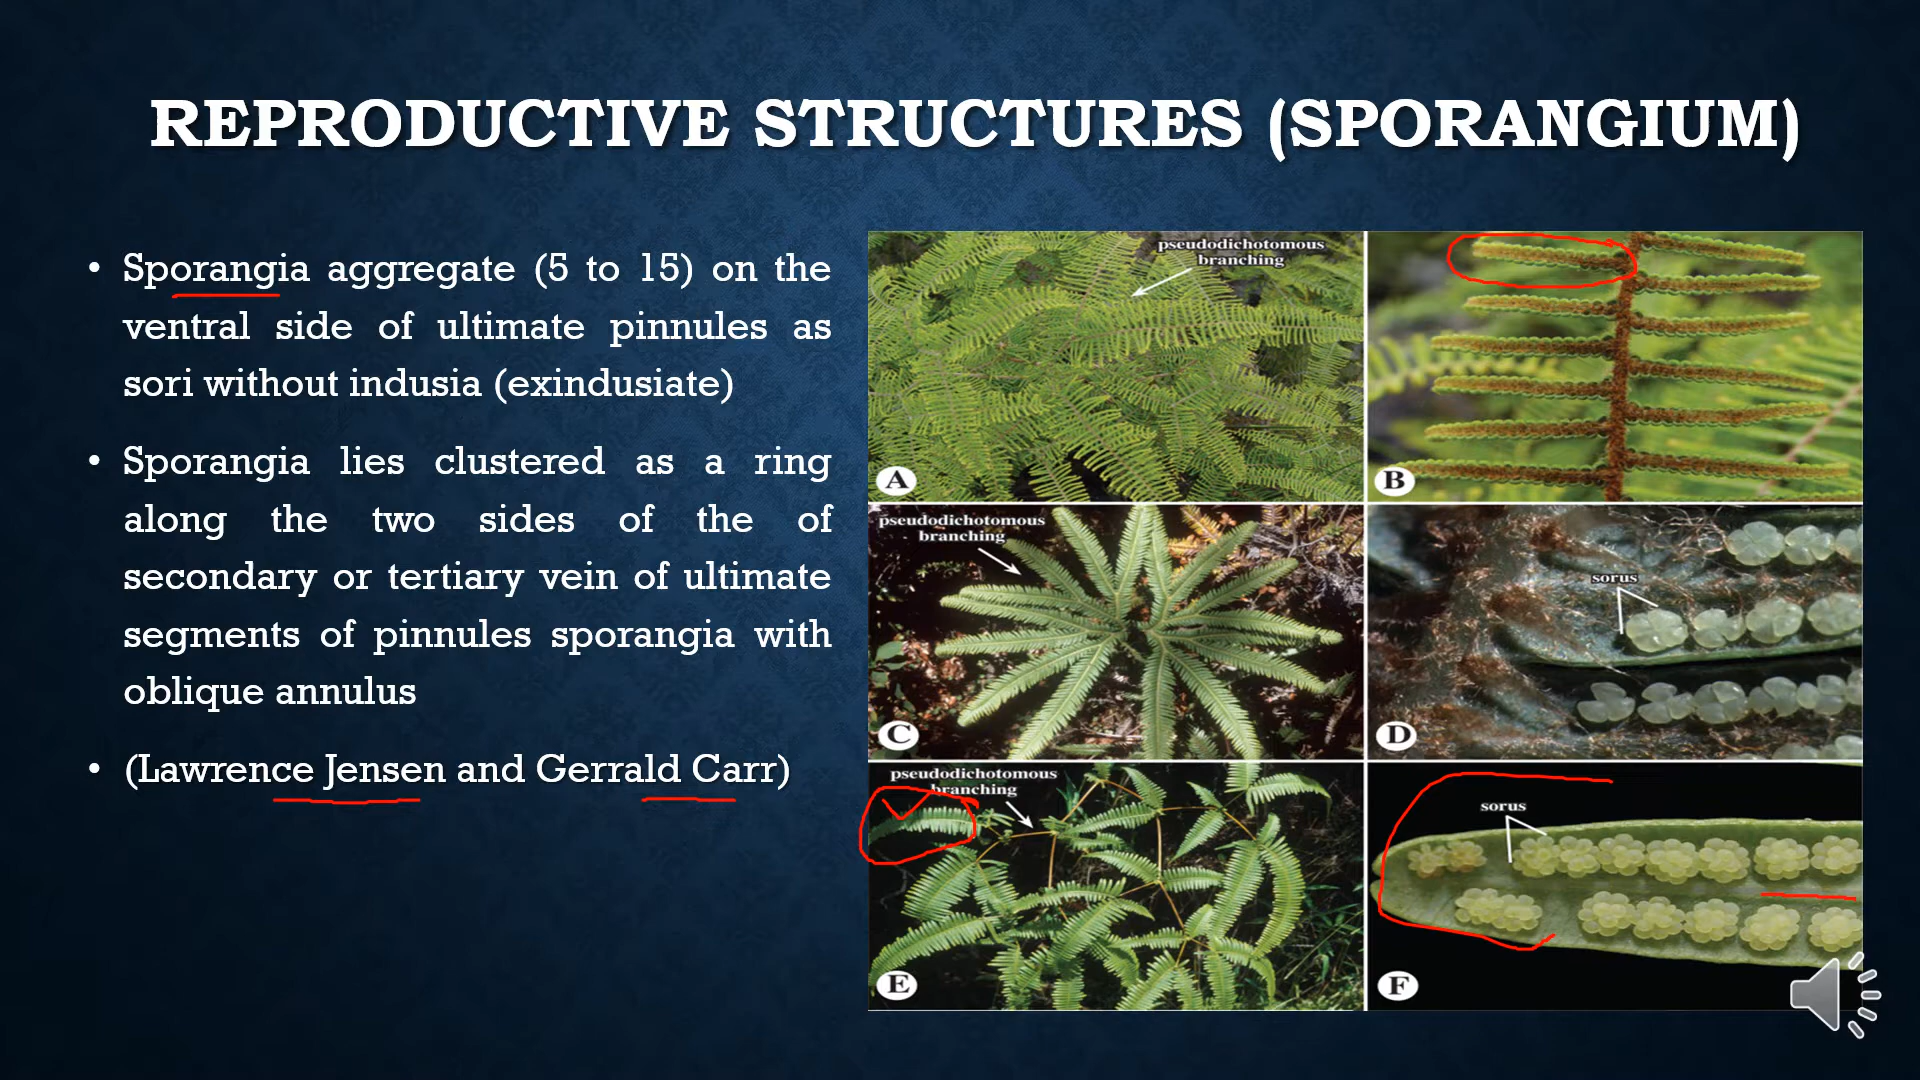 REPRODUCTIVE STRUCTURES (SPORANGIUM)
• Sporangia aggregate (5 to 15) on the
ventral side of ultimate pinnules as
sori without indusia (exindusiate)
• Sporangia lies clustered as a ring
along the two sides of the of
secondary or tertiary vein of ultimate
segments of pinnules sporangia with
oblique annulus
• (Lawrence Jensen and Gerrald Carr)
pseudodichotomous
branching
A
B
pseudodichotomous
branching
C
sorus
D
pseudodichotomous
branching
E
sorus
F